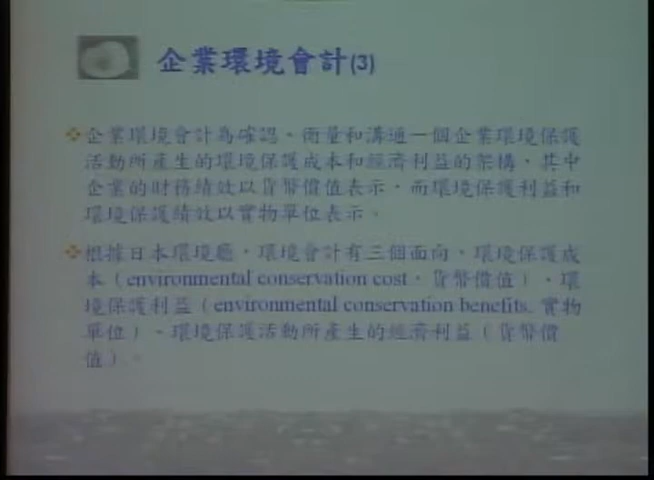 企業環境會計(3)
企業環境會計為確認、衡量和溝通一個企業環境保護
活動所產生的環境保護成本和經濟利益的架構，其中
企業的財務績效以貨幣價值表示，而環境保護利益和
環境保護績效以實物單位表示。
根據日本環境廳，環境會計有三個面向，環境保護成
本（environmental conservation cost，貨幣價值）、環
境保護利益（environmental conservation benefits, 實物
單位）、環境保護活動所產生的經濟利益（貨幣價
值）。